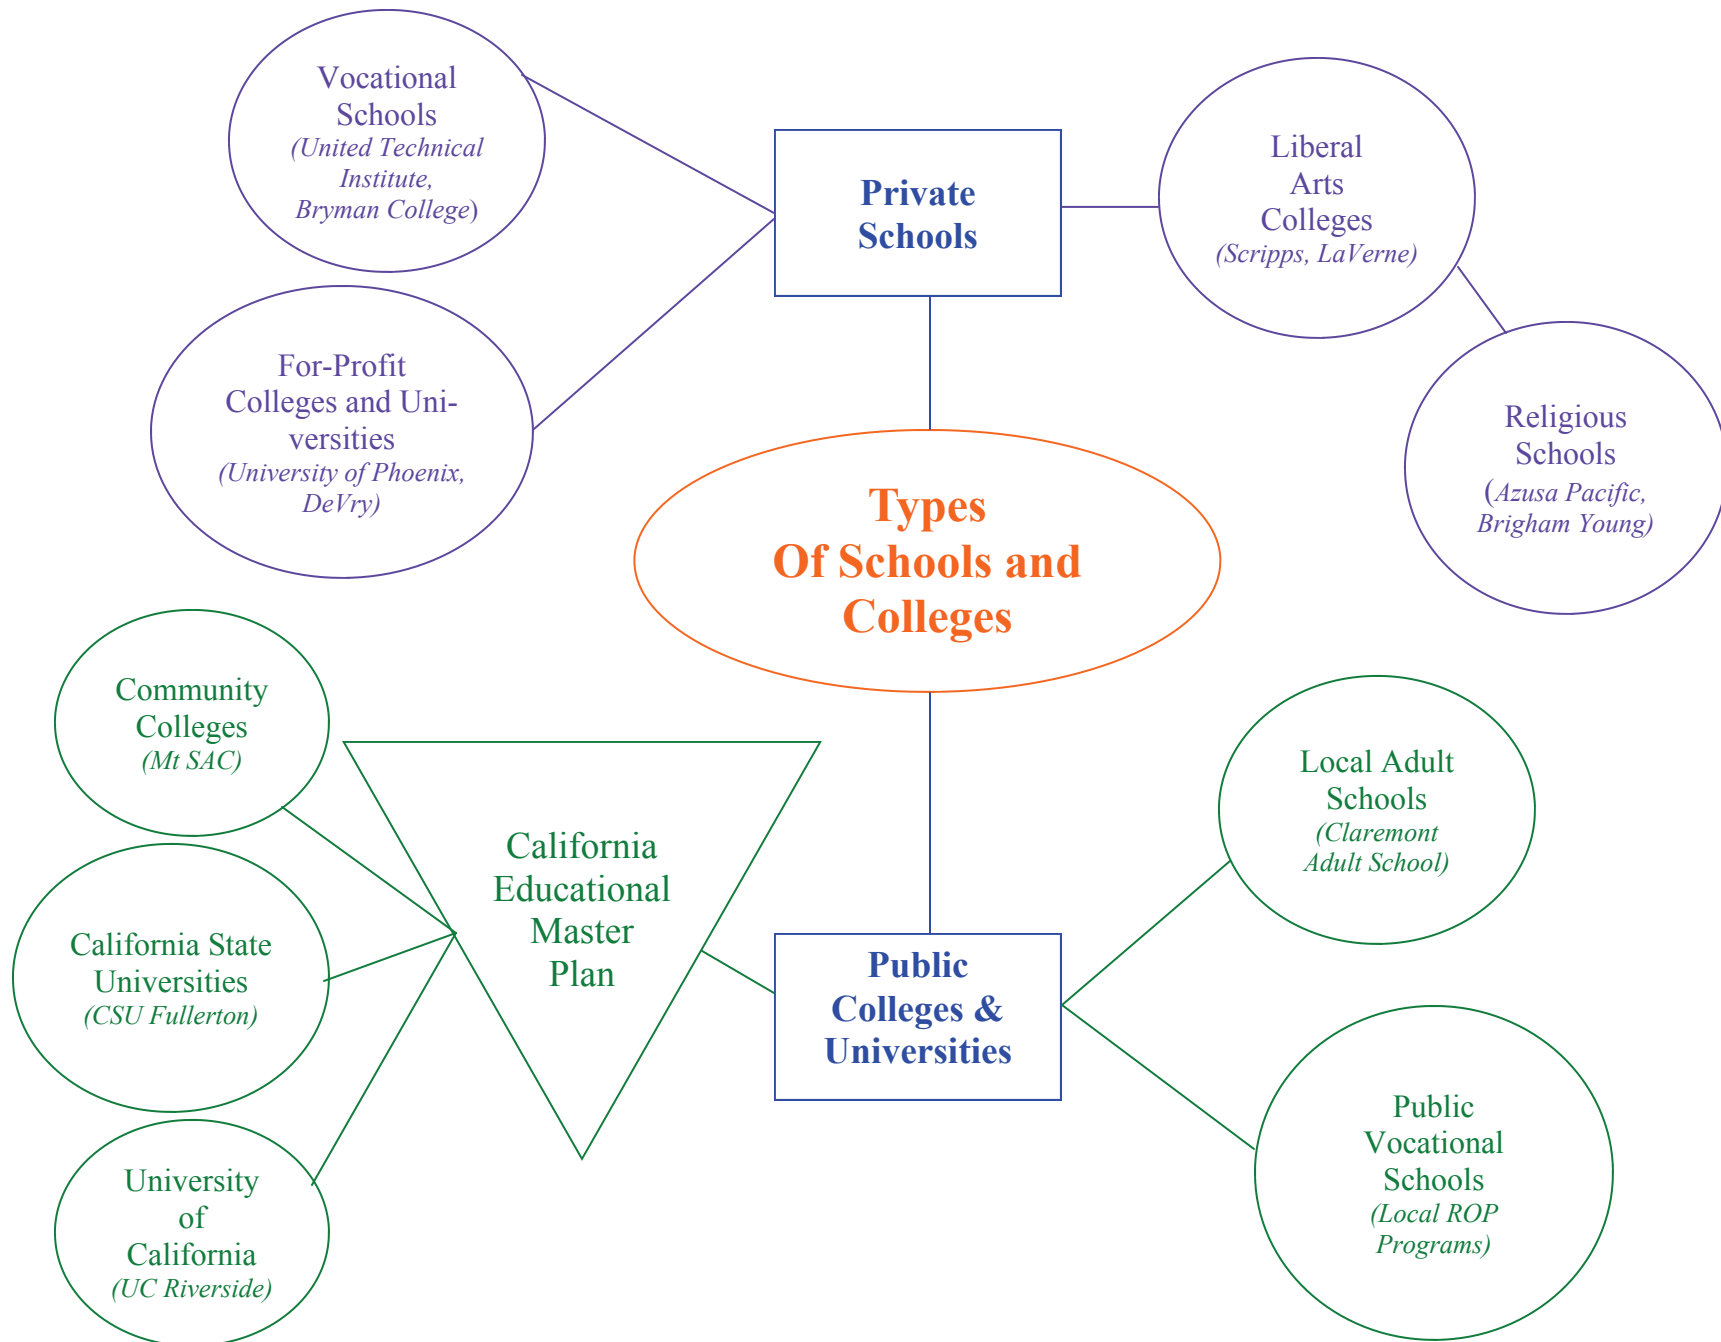 Vocational
Schools
(United Technical
Institute,
Bryman College)
Private
Schools
Liberal
Arts
Colleges
(Scripps, LaVerne)
For-Profit
Colleges and Uni-
versities
(University of Phoenix,
DeVry)
Religious
Schools
(Azusa Pacific,
Brigham Young)
Types
Of Schools and
Colleges
Community
Colleges
(Mt SAC)
California State
Universities
(CSU Fullerton)
University
of
California
(UC Riverside)
California
Educational
Master
Plan
Public
Colleges &
Universities
Local Adult
Schools
(Claremont
Adult School)
Public
Vocational
Schools
(Local ROP
Programs)